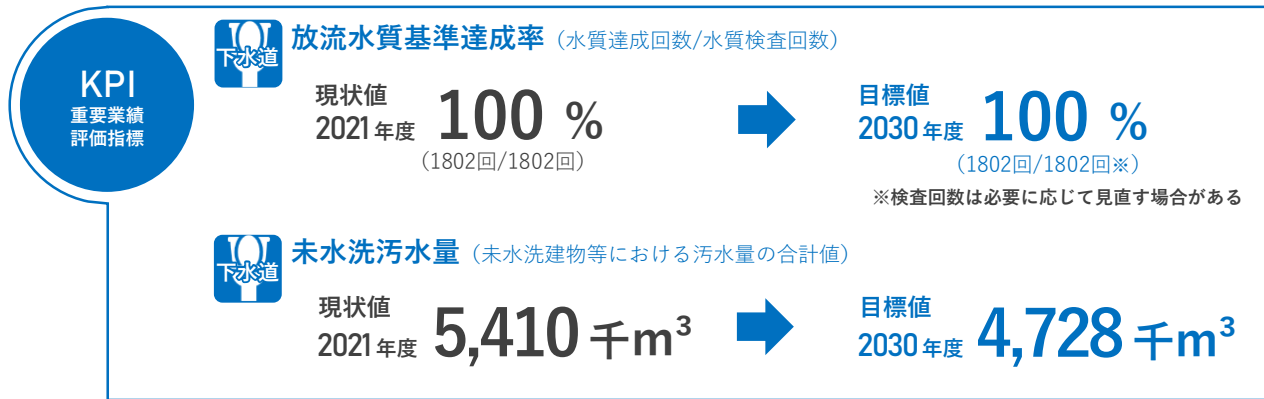 KPI
重要業績
評価指標
下水道
放流水質基準達成率（水質達成回数/水質検査回数）
現状値
2021年度 100 %
（1802回/1802回）
目標値
2030年度 100 %
（1802回/1802回※）
※検査回数は必要に応じて見直す場合がある
下水道
未水洗汚水量（未水洗建物等における汚水量の合計値）
現状値
2021年度 5,410千m³
目標値
2030年度 4,728千m³